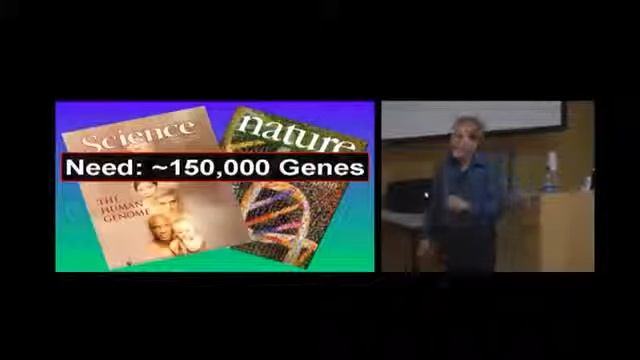 Science
nature
Need: ~150,000 Genes
THE
HUMAN
GENOME